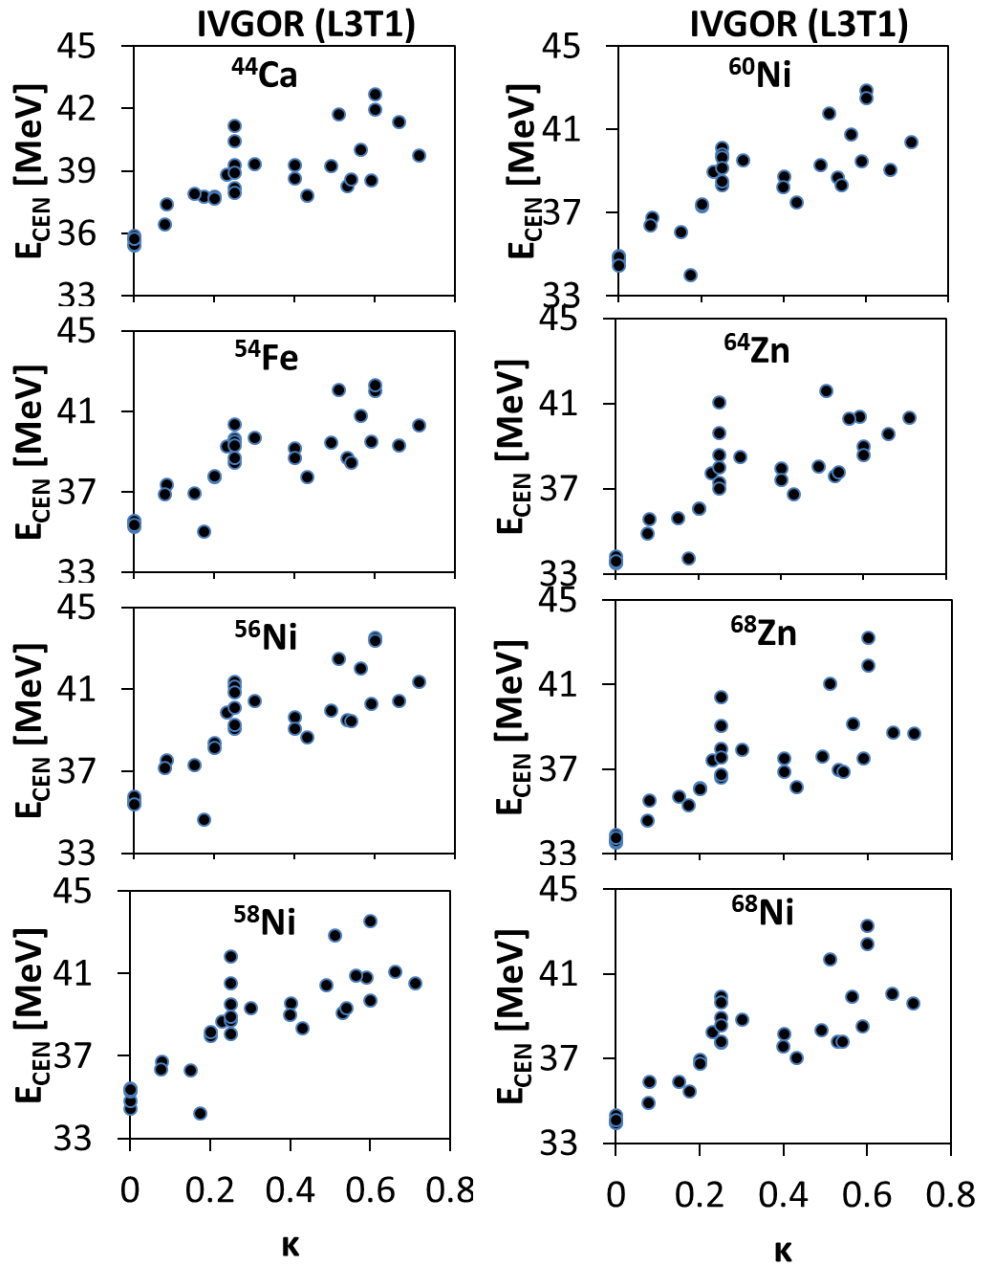 IVGOR (L3T1)
45
42
39
36
33
E_CEN [MeV]
⁴⁴Ca
45
41
37
33
E_CEN [MeV]
⁵⁴Fe
45
41
37
33
E_CEN [MeV]
⁵⁶Ni
45
41
37
33
E_CEN [MeV]
⁵⁸Ni
0 0.2 0.4 0.6 0.8
κ
IVGOR (L3T1)
45
41
37
33
E_CEN [MeV]
⁶⁰Ni
45
41
37
33
E_CEN [MeV]
⁶⁴Zn
45
41
37
33
E_CEN [MeV]
⁶⁸Zn
45
41
37
33
E_CEN [MeV]
⁶⁸Ni
0 0.2 0.4 0.6 0.8
κ